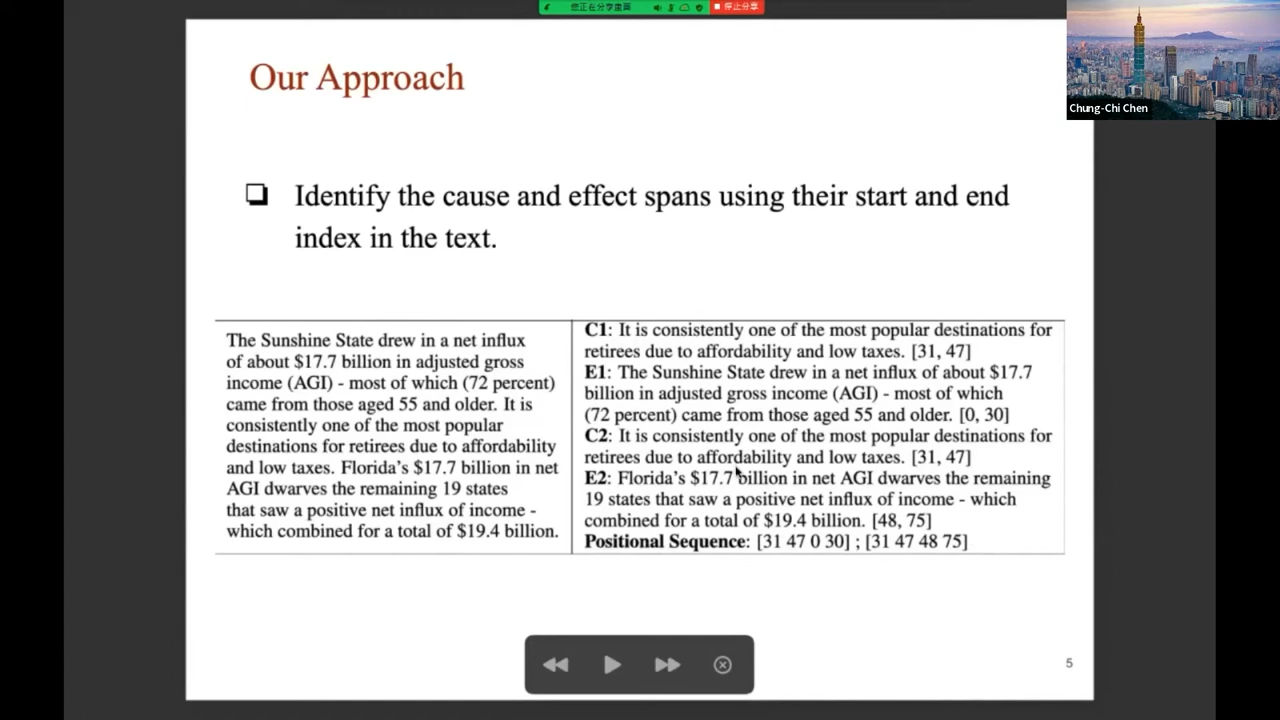 您正在分享畫面
停止分享
Chung-Chi Chen
Our Approach
Identify the cause and effect spans using their start and end
index in the text.
The Sunshine State drew in a net influx
of about $17.7 billion in adjusted gross
income (AGI) - most of which (72 percent)
came from those aged 55 and older. It is
consistently one of the most popular
destinations for retirees due to affordability
and low taxes. Florida's $17.7 billion in net
AGI dwarves the remaining 19 states
that saw a positive net influx of income -
which combined for a total of $19.4 billion.
C1: It is consistently one of the most popular destinations for
retirees due to affordability and low taxes. [31, 47]
E1: The Sunshine State drew in a net influx of about $17.7
billion in adjusted gross income (AGI) - most of which
(72 percent) came from those aged 55 and older. [0, 30]
C2: It is consistently one of the most popular destinations for
retirees due to affordability and low taxes. [31, 47]
E2: Florida's $17.7 billion in net AGI dwarves the remaining
19 states that saw a positive net influx of income - which
combined for a total of $19.4 billion. [48, 75]
Positional Sequence: [31 47 0 30] ; [31 47 48 75]
5